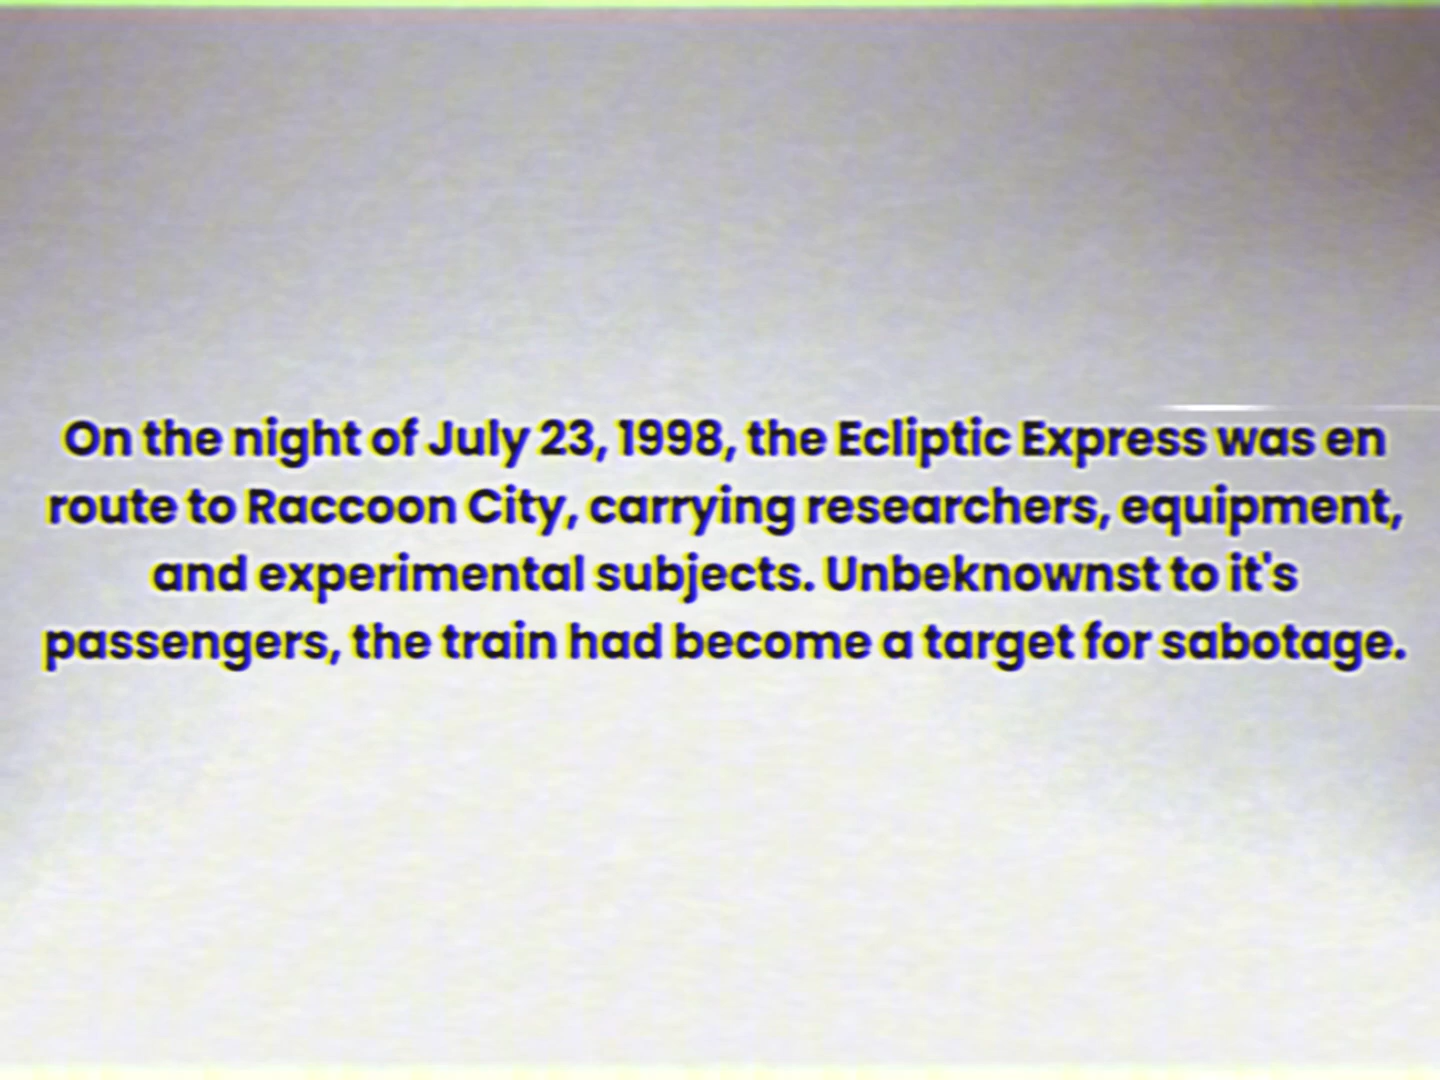 On the night of July 23, 1998, the Ecliptic Express was en
route to Raccoon City, carrying researchers, equipment,
and experimental subjects. Unbeknownst to it's
passengers, the train had become a target for sabotage.